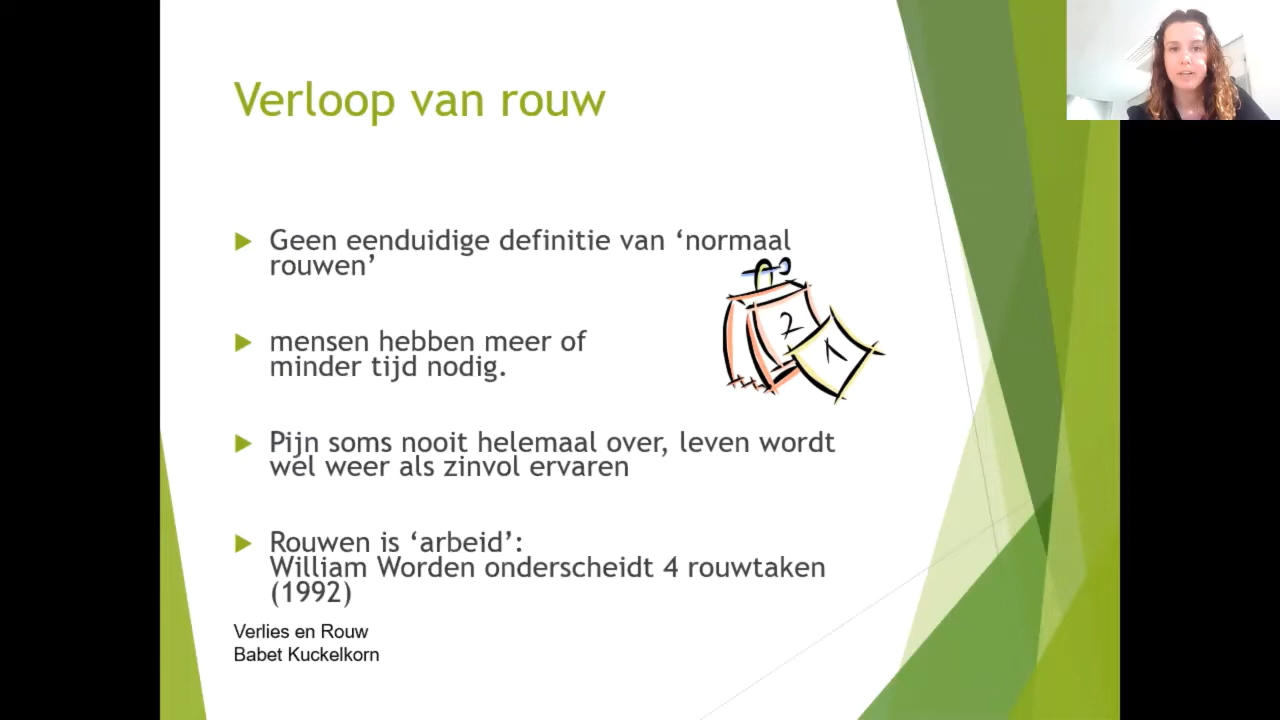 Verloop van rouw
Geen eenduidige definitie van ‘normaal
rouwen’
2
1
mensen hebben meer of
minder tijd nodig.
Pijn soms nooit helemaal over, leven wordt
wel weer als zinvol ervaren
Rouwen is ‘arbeid’:
William Worden onderscheidt 4 rouwtaken
(1992)
Verlies en Rouw
Babet Kuckelkorn